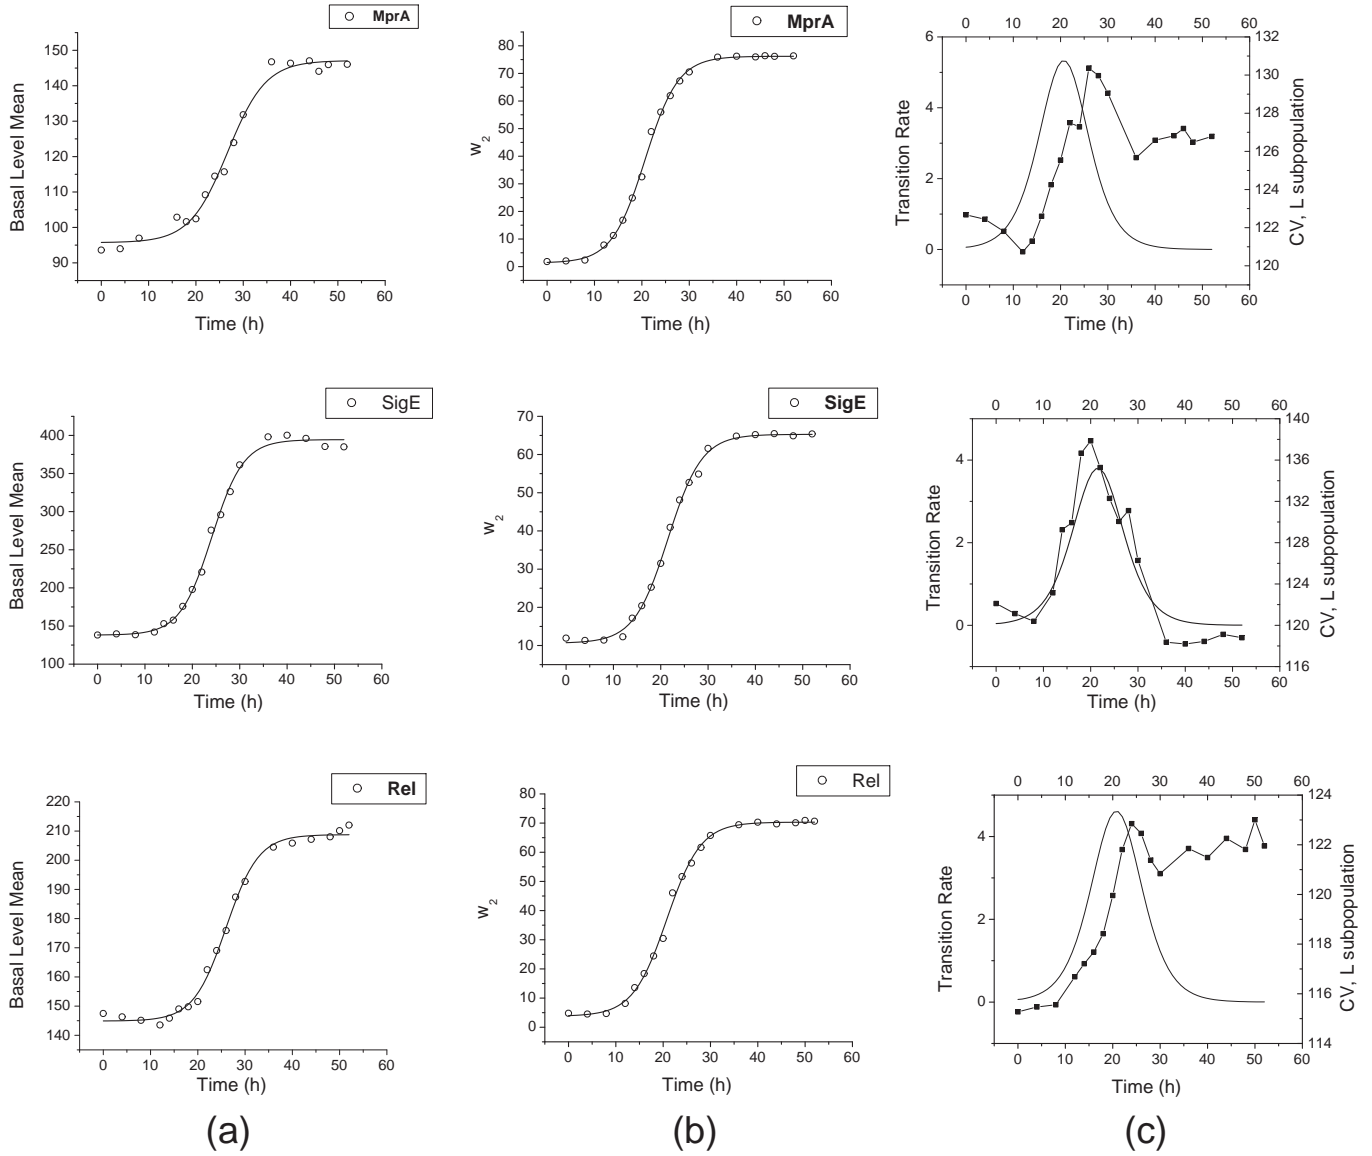 MprA
150
140
130
120
110
100
90
0 10 20 30 40 50 60
Basal Level Mean
Time (h)
MprA
80
70
60
50
40
30
20
10
0
0 10 20 30 40 50 60
w2
Time (h)
0 10 20 30 40 50 60
6
4
2
0
132
130
128
126
124
122
120
0 10 20 30 40 50 60
Transition Rate
CV, L subpopulation
Time (h)
SigE
400
350
300
250
200
150
100
0 10 20 30 40 50 60
Basal Level Mean
Time (h)
SigE
70
60
50
40
30
20
10
0 10 20 30 40 50 60
w2
Time (h)
0 10 20 30 40 50 60
4
2
0
140
136
132
128
124
120
116
0 10 20 30 40 50 60
Transition Rate
CV, L subpopulation
Time (h)
Rel
220
210
200
190
180
170
160
150
140
0 10 20 30 40 50 60
Basal Level Mean
Time (h)
Rel
80
70
60
50
40
30
20
10
0
0 10 20 30 40 50 60
w2
Time (h)
0 10 20 30 40 50 60
4
2
0
124
122
120
118
116
114
0 10 20 30 40 50 60
Transition Rate
CV, L subpopulation
Time (h)
(a) (b) (c)